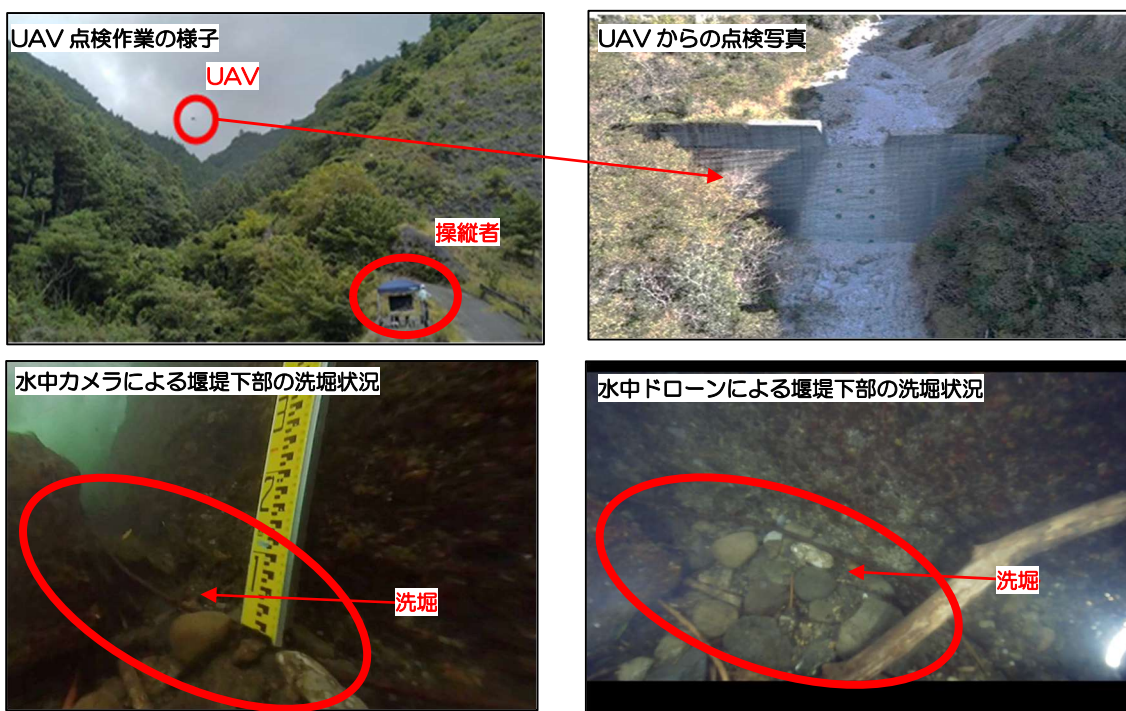 UAV 点検作業の様子
UAV
操縦者
UAV からの点検写真
水中カメラによる堰堤下部の洗堀状況
3
2
1
洗堀
水中ドローンによる堰堤下部の洗堀状況
洗堀